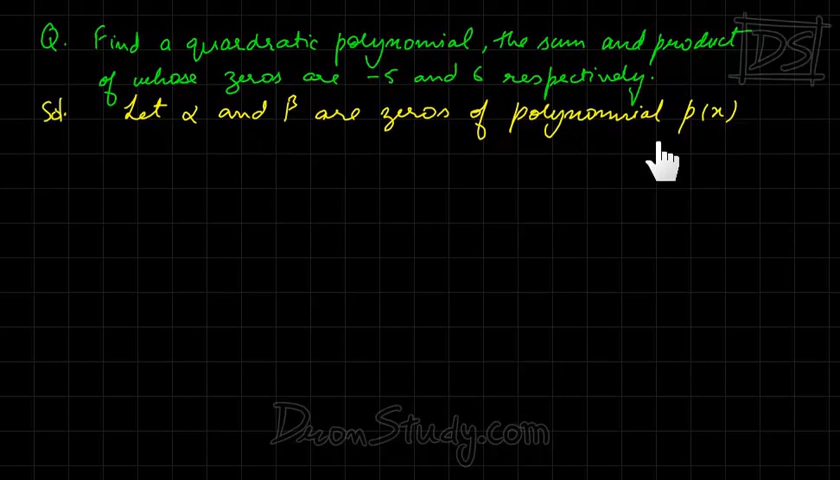 Q. Find a quardratic polynomial, the sum and product
of whose zeros are -5 and 6 respectively.
Sol. Let α and β are zeros of polynomial p(x)
DS
DronStudy.com